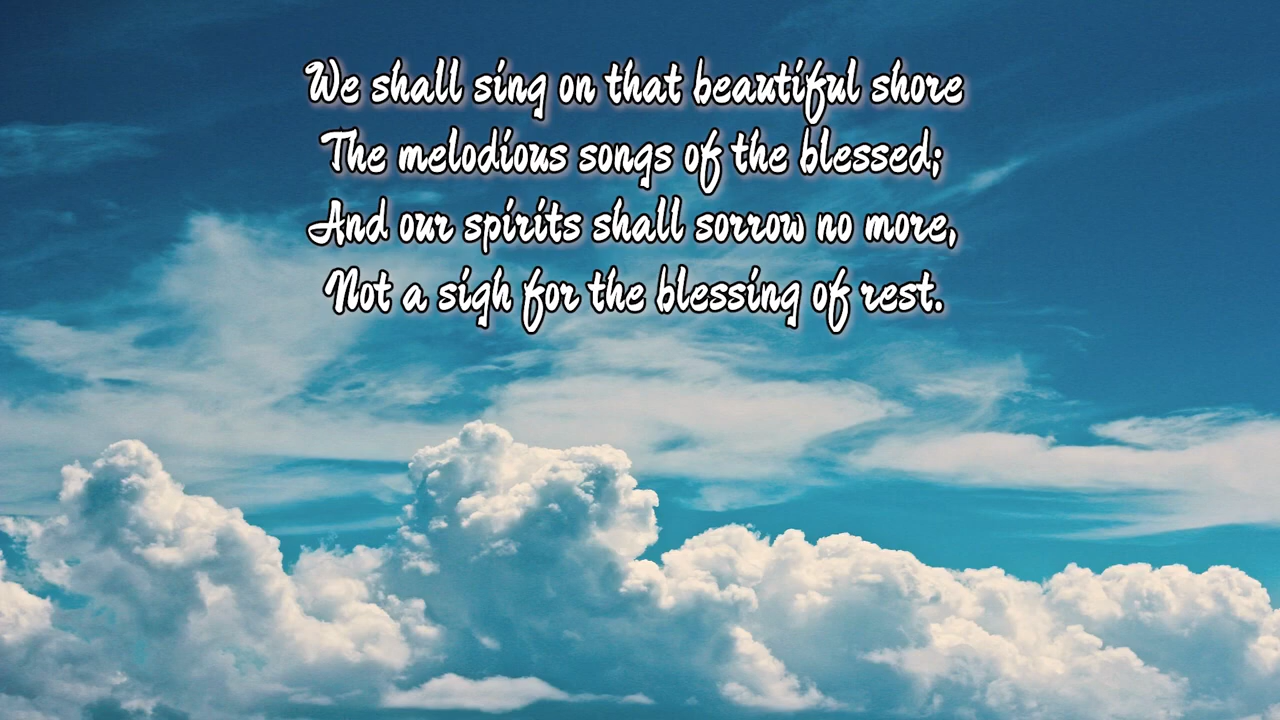 We shall sing on that beautiful shore
The melodious songs of the blessed;
And our spirits shall sorrow no more,
Not a sigh for the blessing of rest.